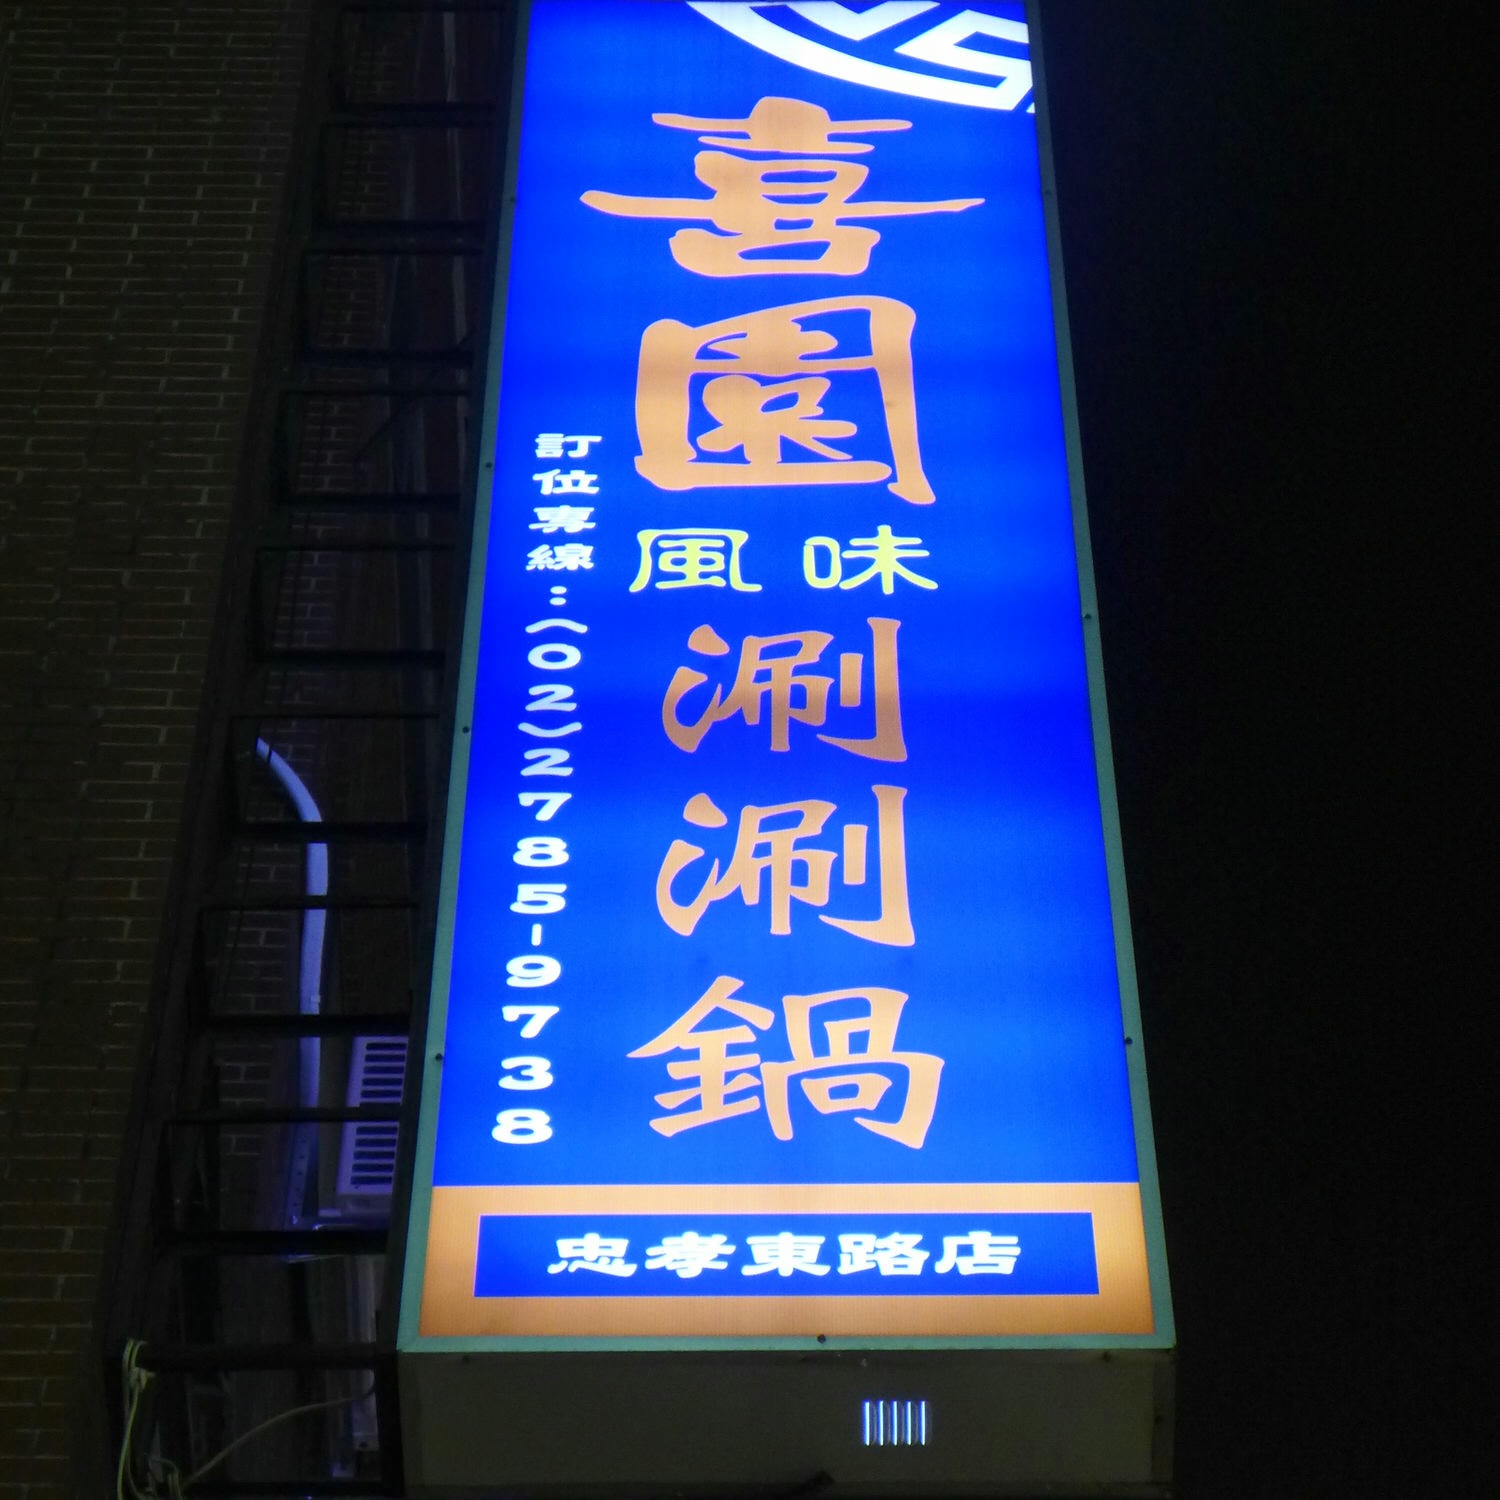 喜園
風味
涮涮鍋
訂位專線：(02)2785-9738
忠孝東路店